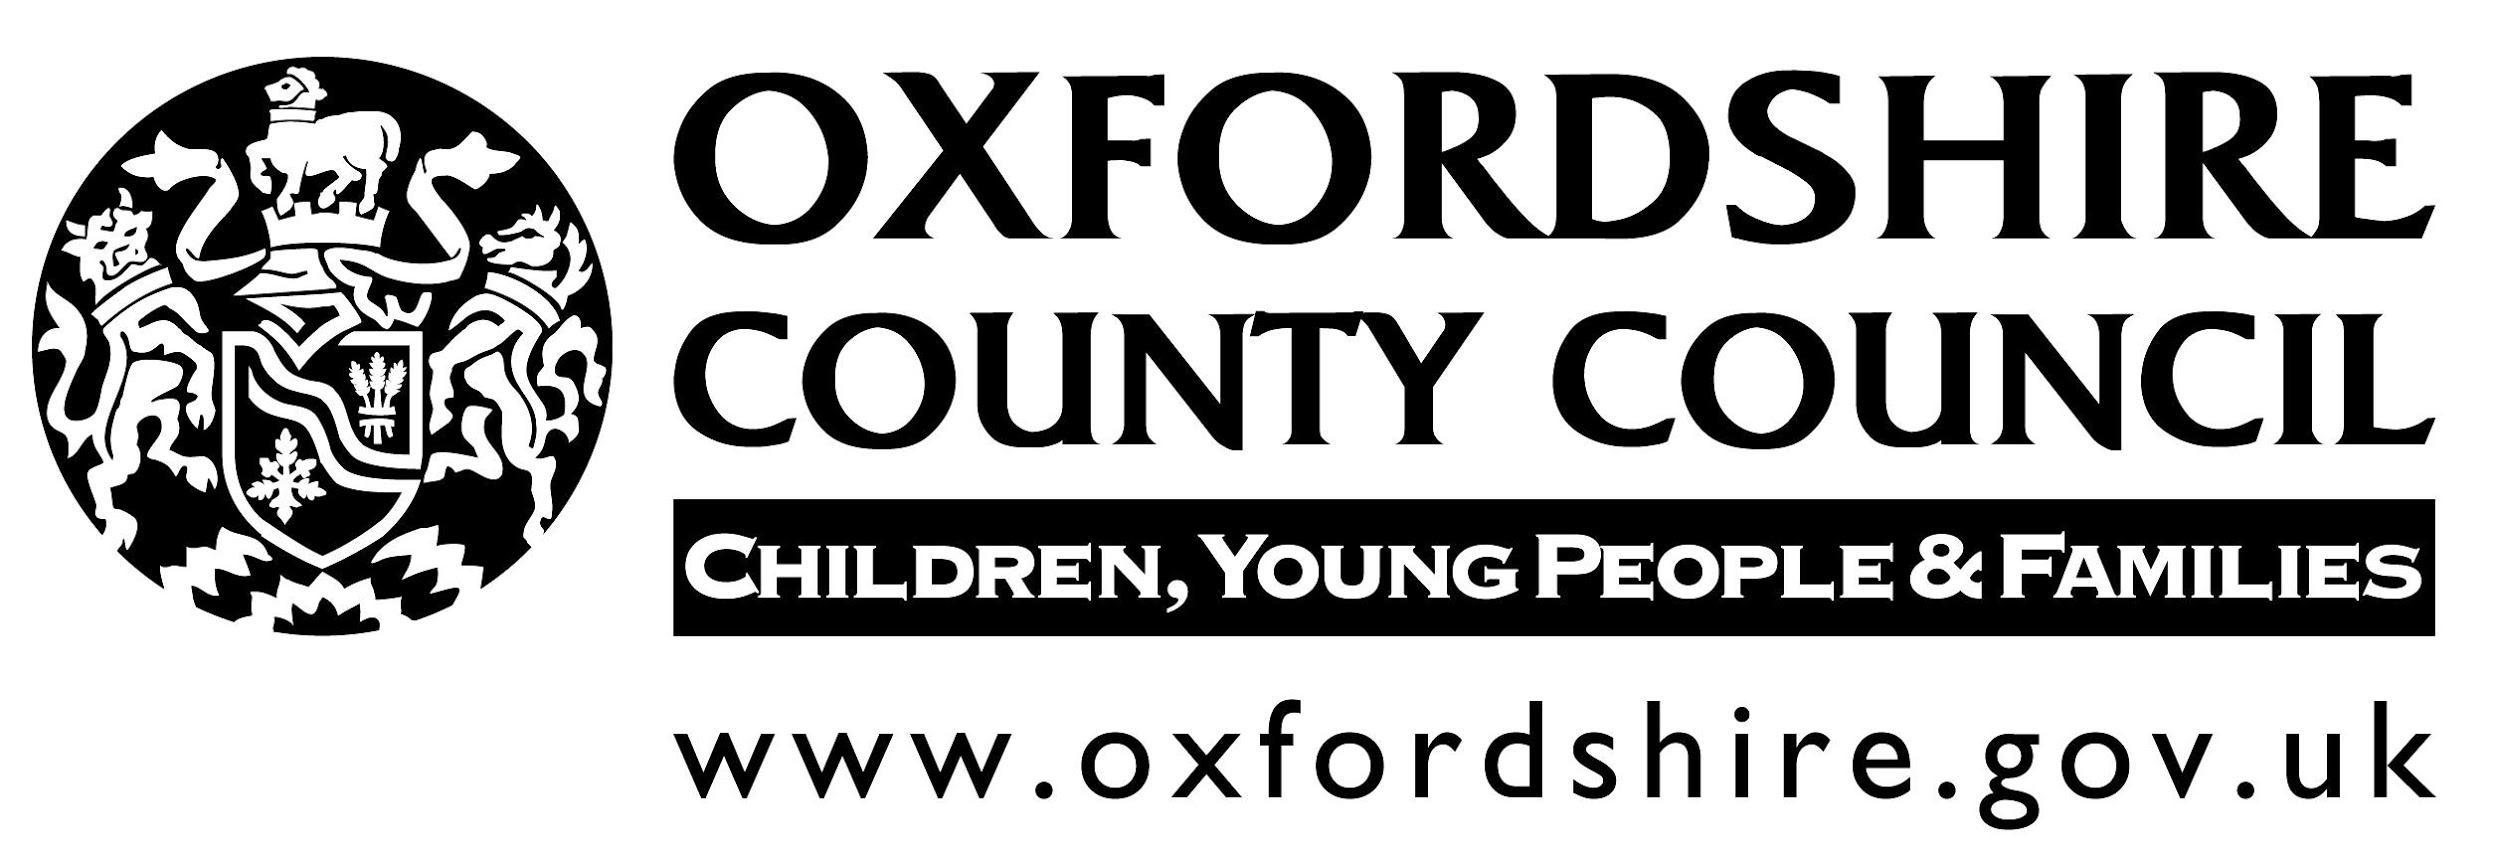 OXFORDSHIRE
COUNTY COUNCIL
CHILDREN, YOUNG PEOPLE & FAMILIES
www.oxfordshire.gov.uk